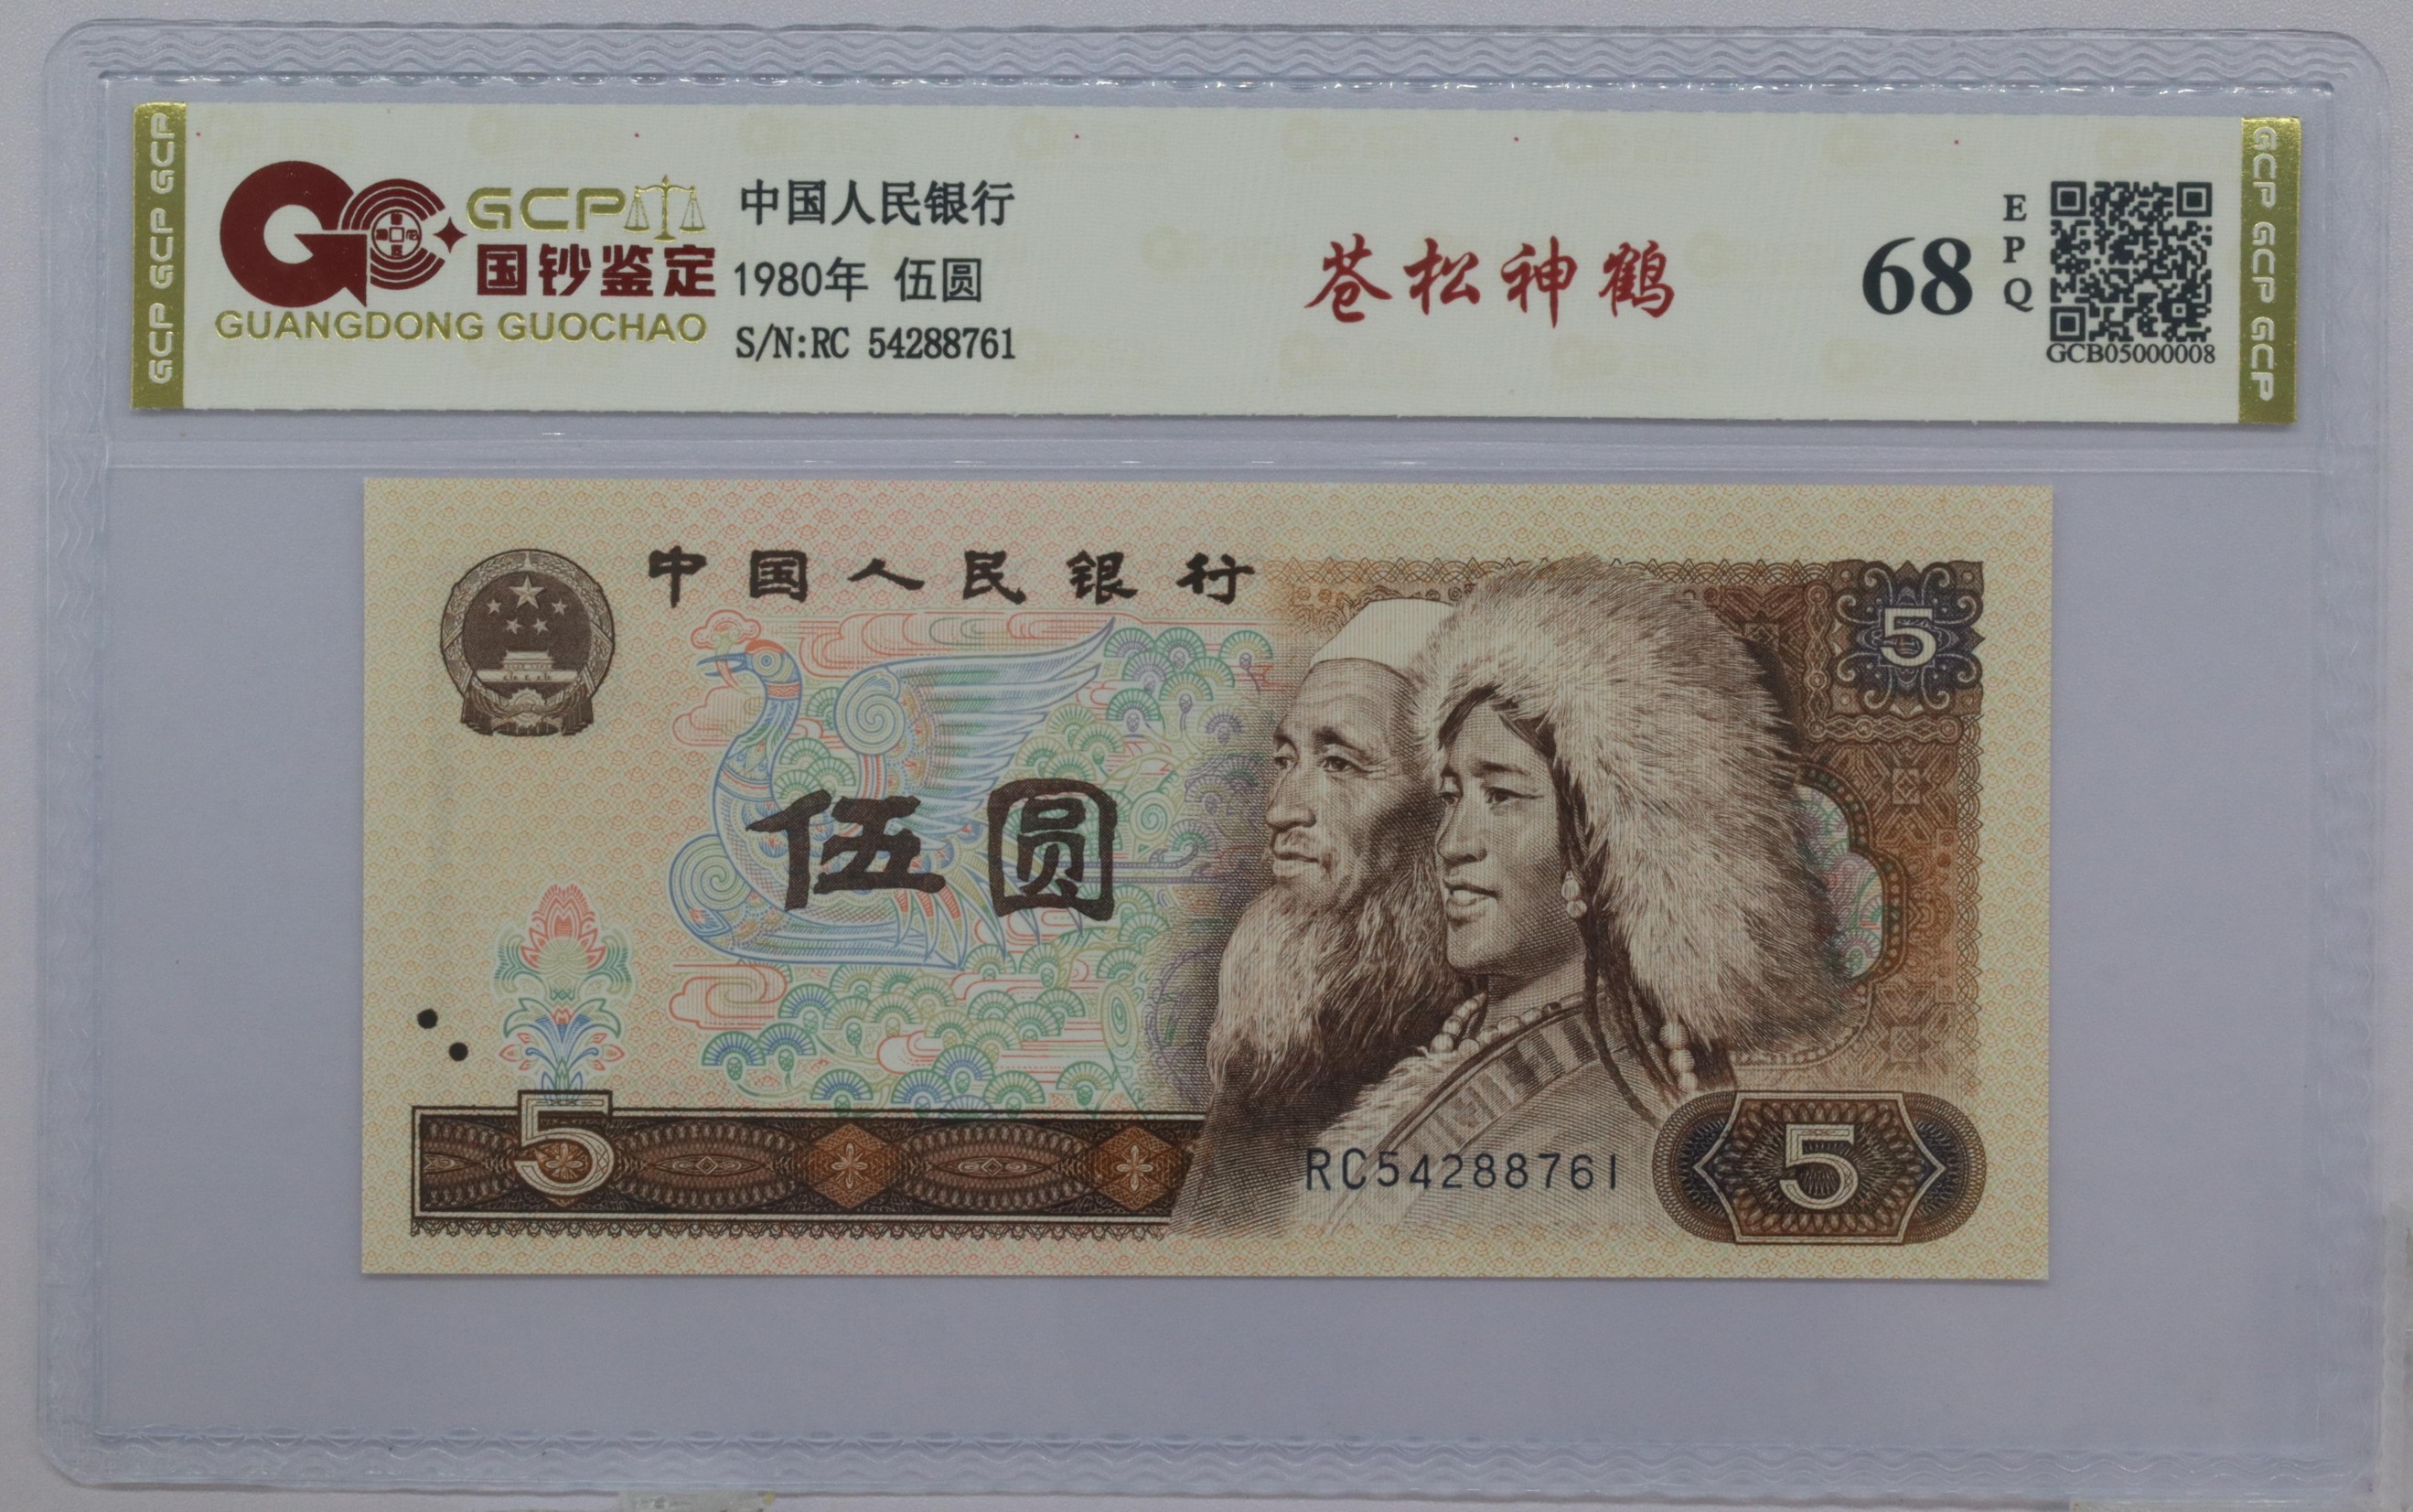 GCP GCP GCP
GCP
国钞鉴定
GUANGDONG GUOCHAO
中国人民银行
1980年 伍圆
S/N:RC 54288761
苍松神鹤
68
EPQ
GCB05000008
GCP GCP GCP
中国人民银行
5
伍圆
5
RC54288761
5